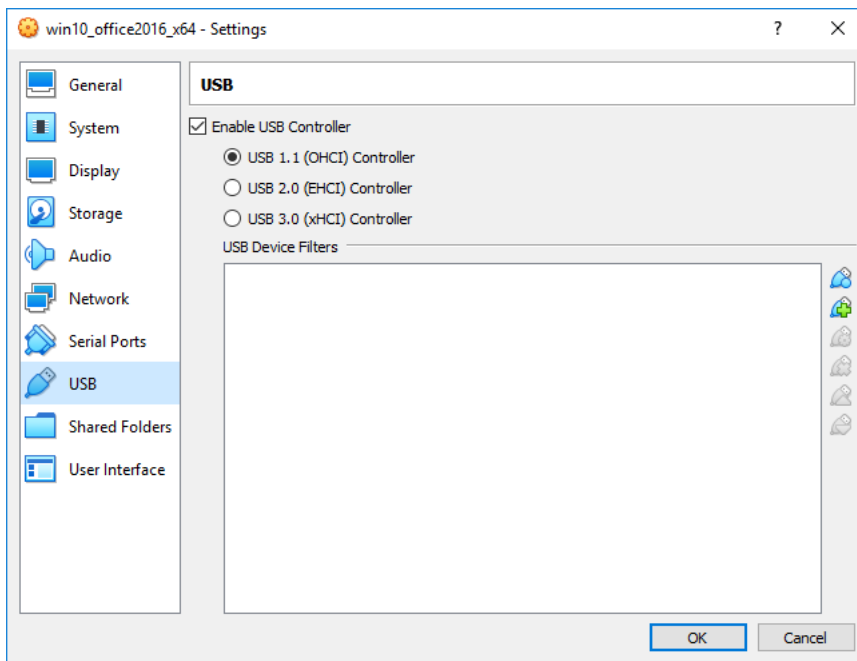 win10_office2016_x64 - Settings
?
General
System
Display
Storage
Audio
Network
Serial Ports
USB
Shared Folders
User Interface
USB
Enable USB Controller
USB 1.1 (OHCI) Controller
USB 2.0 (EHCI) Controller
USB 3.0 (xHCI) Controller
USB Device Filters
OK
Cancel